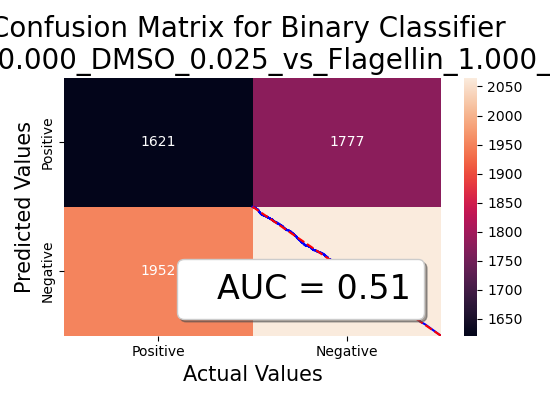 Confusion Matrix for Binary Classifier
0.000_DMSO_0.025_vs_Flagellin_1.000_
Predicted Values
Positive
Negative
1621
1777
1952
AUC = 0.51
Positive
Negative
Actual Values
2050
2000
1950
1900
1850
1800
1750
1700
1650